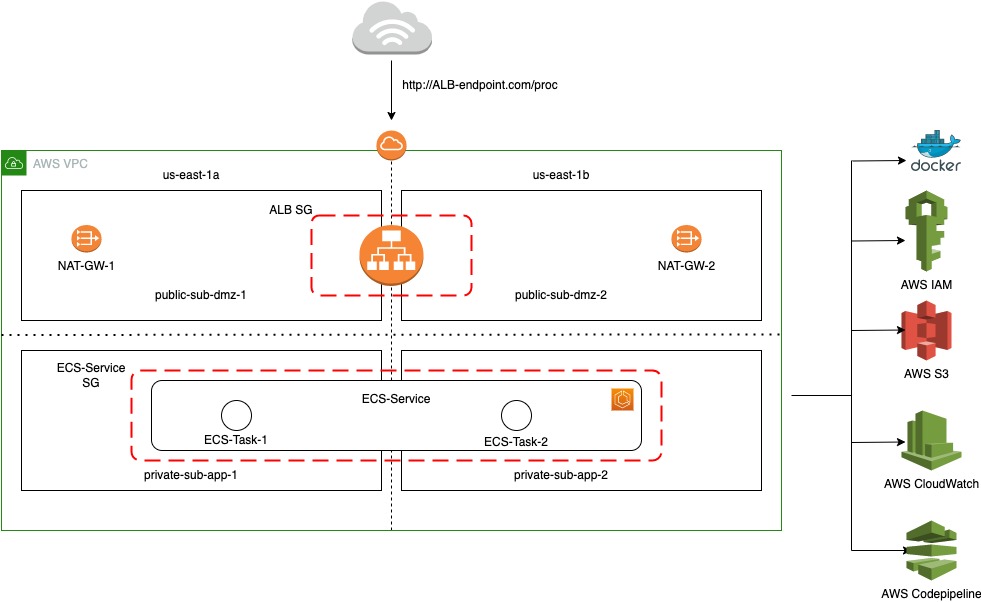 http://ALB-endpoint.com/proc
AWS VPC
us-east-1a
us-east-1b
docker
ALB SG
NAT-GW-1
NAT-GW-2
AWS IAM
public-sub-dmz-1
public-sub-dmz-2
ECS-Service
SG
AWS S3
ECS-Service
ECS-Task-1
ECS-Task-2
private-sub-app-1
private-sub-app-2
AWS CloudWatch
AWS Codepipeline